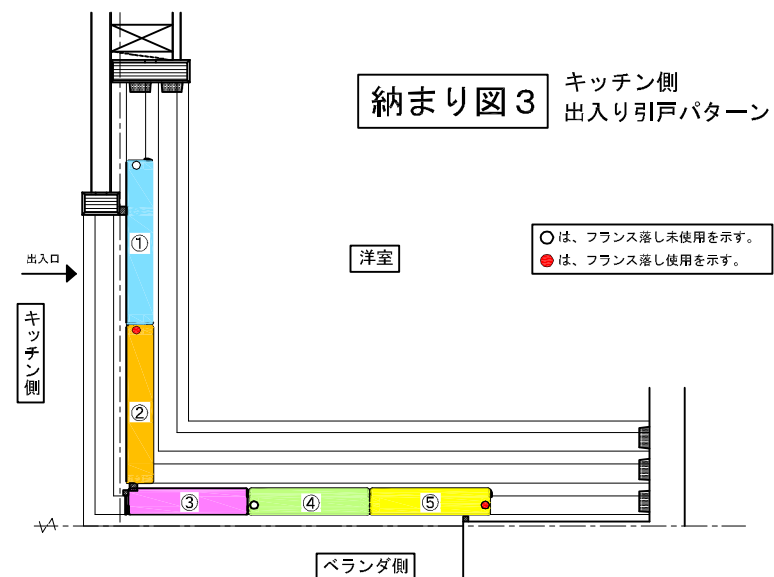 納まり図３
キッチン側
出入り引戸パターン
○は、フランス落し未使用を示す。
●は、フランス落し使用を示す。
洋室
出入口
キッチン側
①
②
③
④
⑤
ベランダ側